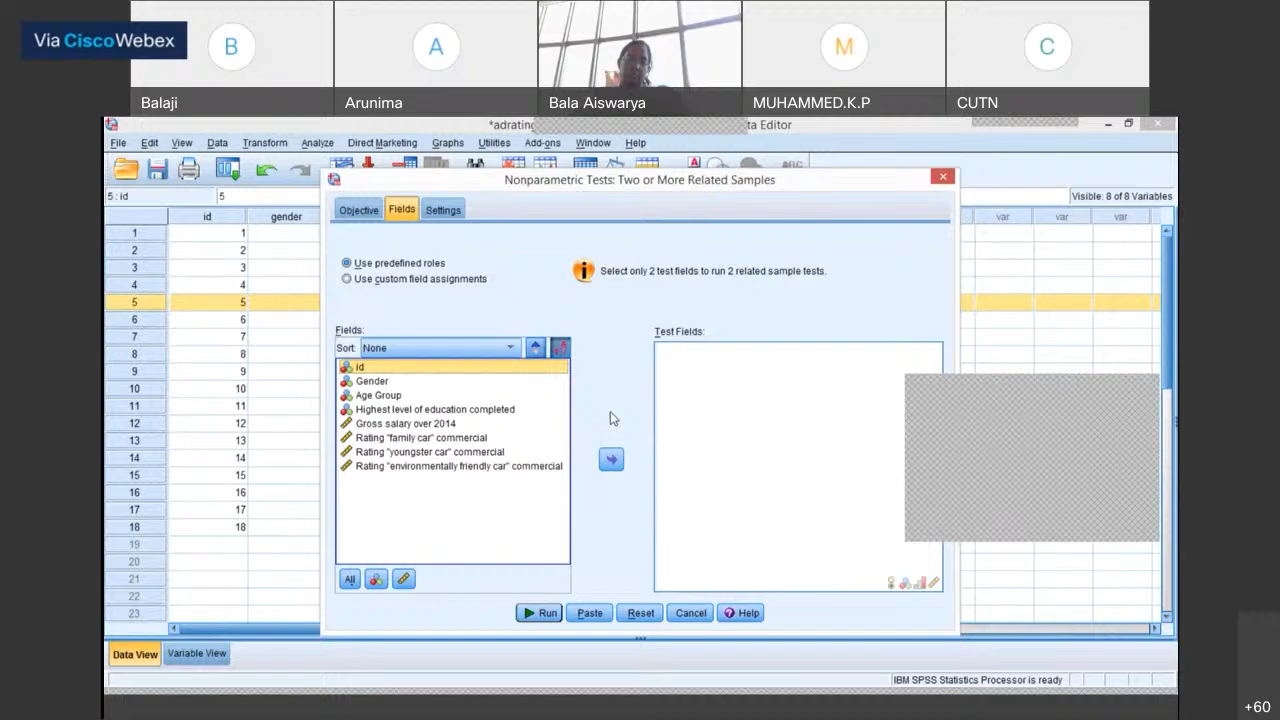 Via CiscoWebex
B
A
M
C
Balaji
Arunima
Bala Aiswarya
MUHAMMED.K.P
CUTN
*adrating
ta Editor
File Edit View Data Transform Analyze Direct Marketing Graphs Utilities Add-ons Window Help
Nonparametric Tests: Two or More Related Samples
5 : id
5
Visible: 8 of 8 Variables
Objective Fields Settings
id gender
var var var
1 1
2 2
3 3
4 4
5 5
6 6
7 7
8 8
9 9
10 10
11 11
12 12
13 13
14 14
15 15
16 16
17 17
18 18
19
20
21
22
23
Use predefined roles
Use custom field assignments
Select only 2 test fields to run 2 related sample tests.
Fields:
Sort: None
id
Gender
Age Group
Highest level of education completed
Gross salary over 2014
Rating "family car" commercial
Rating "youngster car" commercial
Rating "environmentally friendly car" commercial
All
Test Fields:
Run Paste Reset Cancel Help
Data View Variable View
IBM SPSS Statistics Processor is ready
+60